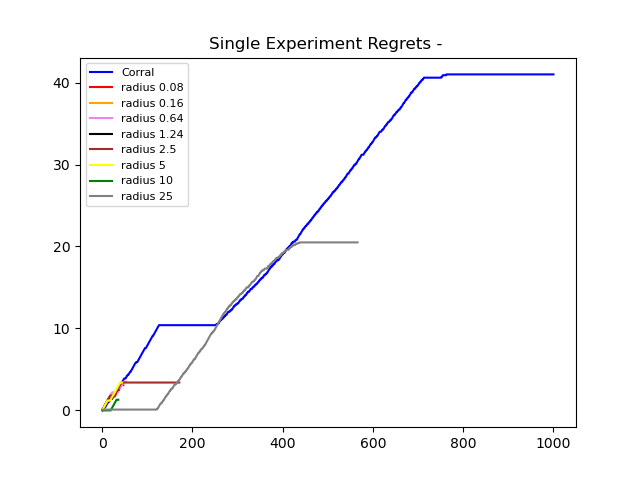 Single Experiment Regrets -
Corral
radius 0.08
radius 0.16
radius 0.64
radius 1.24
radius 2.5
radius 5
radius 10
radius 25
40
30
20
10
0
0 200 400 600 800 1000